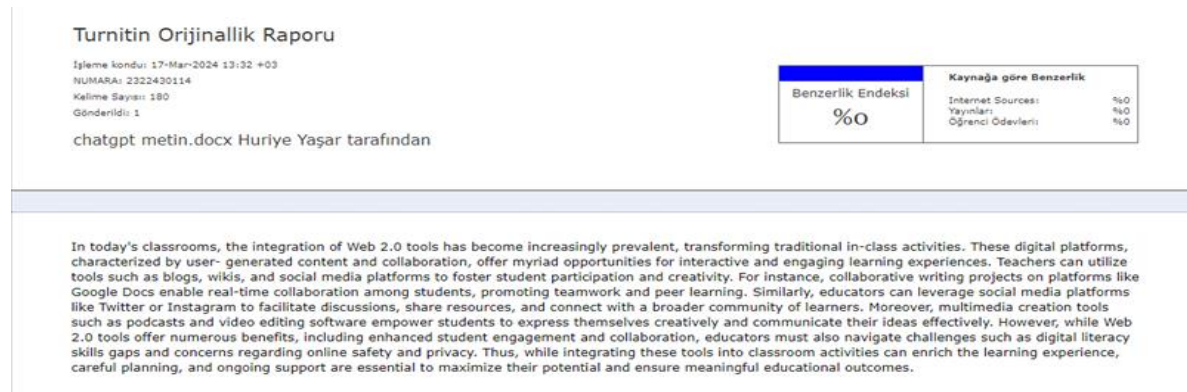 Turnitin Orijinallik Raporu
İşleme kondu: 17-Mar-2024 13:32 +03
NUMARA: 2322430114
Kelime Sayısı: 180
Gönderildi: 1
chatgpt metin.docx Huriye Yaşar tarafından
Benzerlik Endeksi
%0
Kaynağa göre Benzerlik
Internet Sources: %0
Yayınlar: %0
Öğrenci Ödevleri: %0
In today's classrooms, the integration of Web 2.0 tools has become increasingly prevalent, transforming traditional in-class activities. These digital platforms,
characterized by user- generated content and collaboration, offer myriad opportunities for interactive and engaging learning experiences. Teachers can utilize
tools such as blogs, wikis, and social media platforms to foster student participation and creativity. For instance, collaborative writing projects on platforms like
Google Docs enable real-time collaboration among students, promoting teamwork and peer learning. Similarly, educators can leverage social media platforms
like Twitter or Instagram to facilitate discussions, share resources, and connect with a broader community of learners. Moreover, multimedia creation tools
such as podcasts and video editing software empower students to express themselves creatively and communicate their ideas effectively. However, while Web
2.0 tools offer numerous benefits, including enhanced student engagement and collaboration, educators must also navigate challenges such as digital literacy
skills gaps and concerns regarding online safety and privacy. Thus, while integrating these tools into classroom activities can enrich the learning experience,
careful planning, and ongoing support are essential to maximize their potential and ensure meaningful educational outcomes.